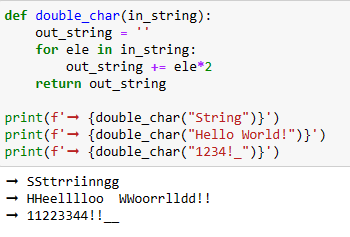 def double_char(in_string):
    out_string = ''
    for ele in in_string:
        out_string += ele*2
    return out_string

print(f'→ {double_char("String")}')
print(f'→ {double_char("Hello World!")}')
print(f'→ {double_char("1234!_")}')
→ SSttrriinngg
→ HHeelllloo  WWoorrlldd!!
→ 11223344!!__